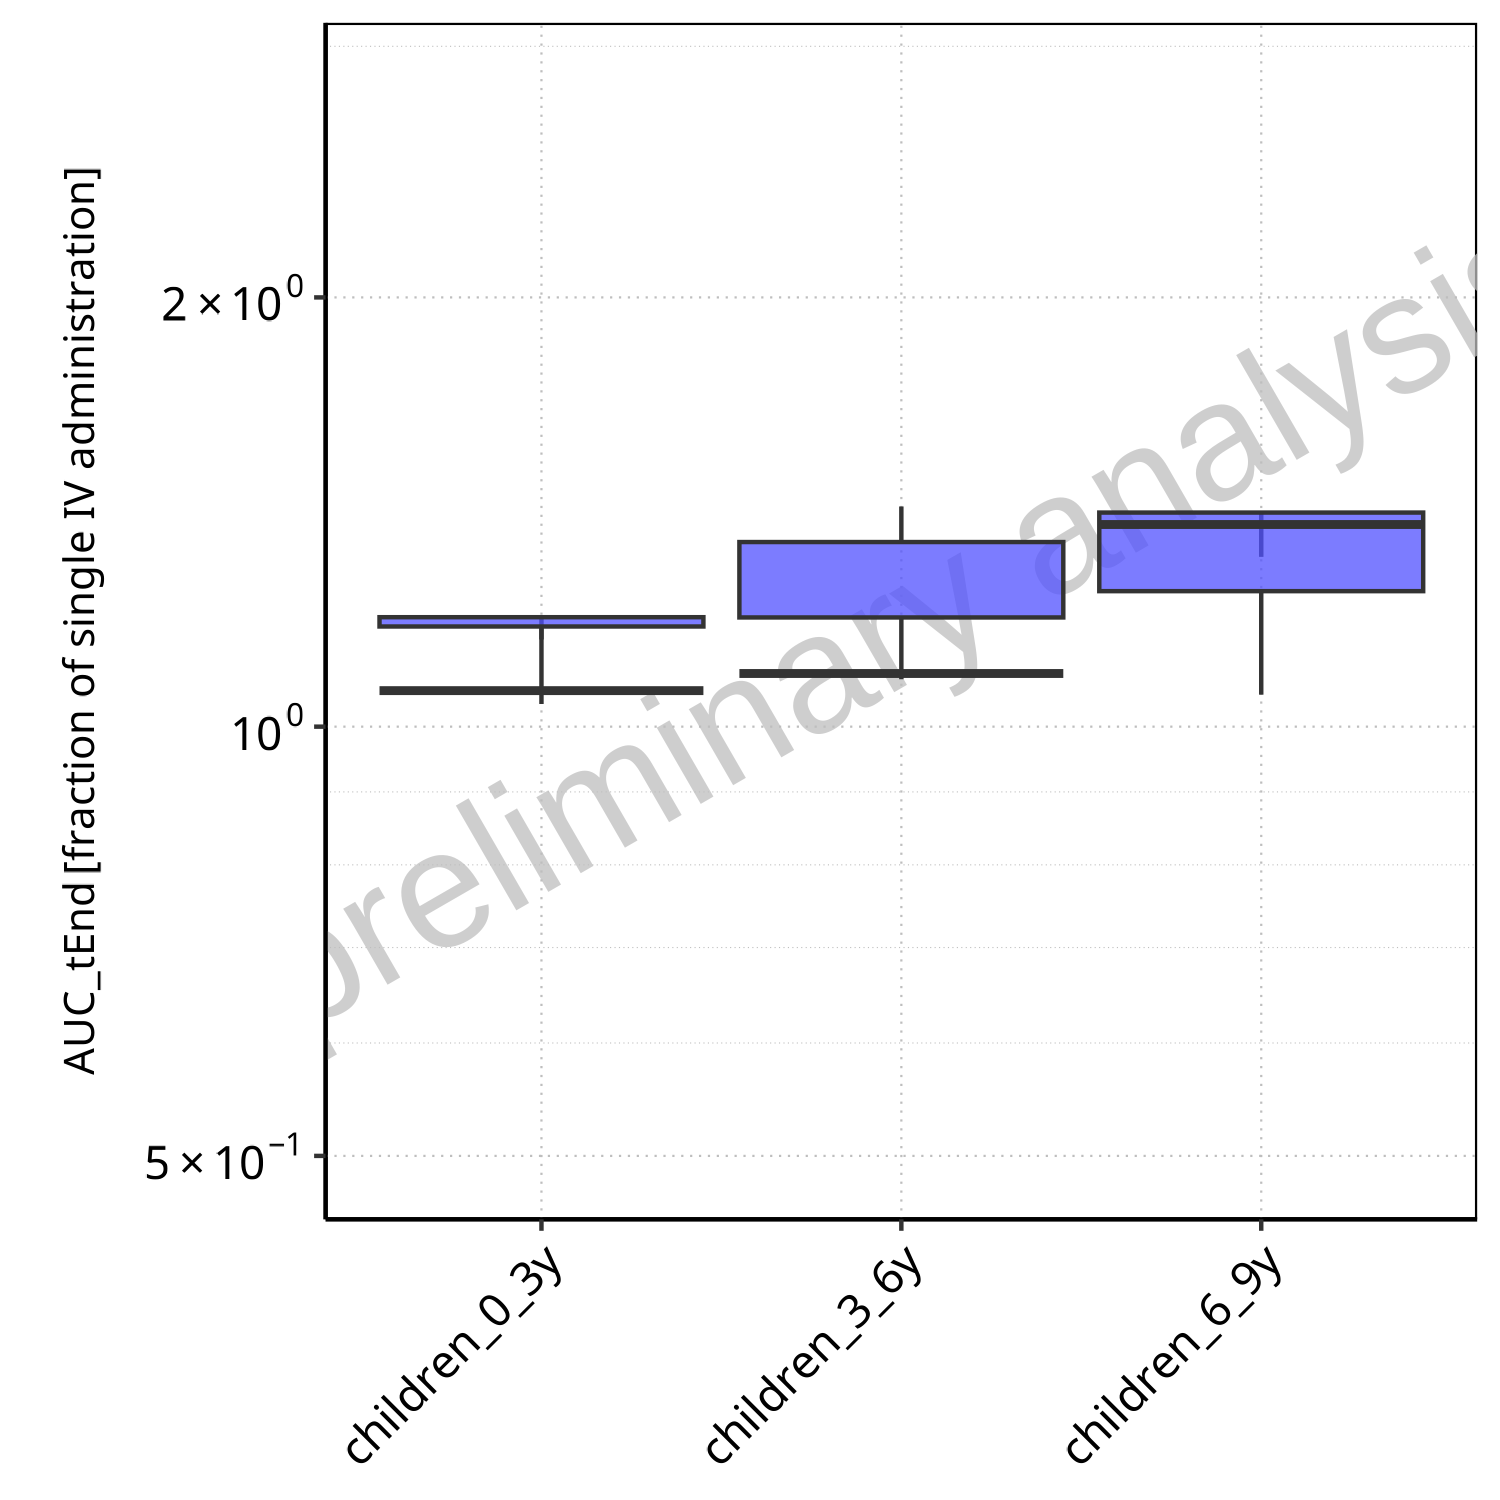 AUC_tEnd [fraction of single IV administration]
2 × 10⁰
10⁰
5 × 10⁻¹
preliminary analysis
children_0_3y
children_3_6y
children_6_9y